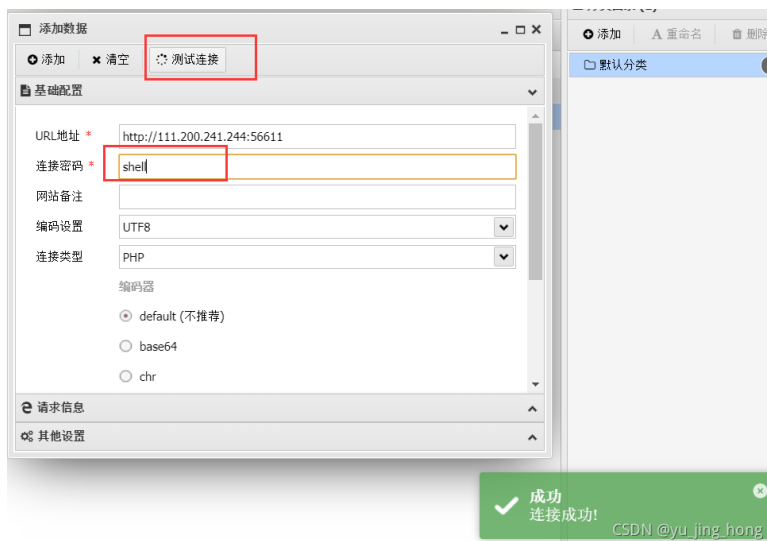 添加数据
添加 清空 测试连接
添加 重命名 删除
基础配置
默认分类
URL地址 * http://111.200.241.244:56611
连接密码 * shell
网站备注
编码设置 UTF8
连接类型 PHP
编码器
default (不推荐)
base64
chr
请求信息
其他设置
成功
连接成功!
CSDN @yu_jing_hong